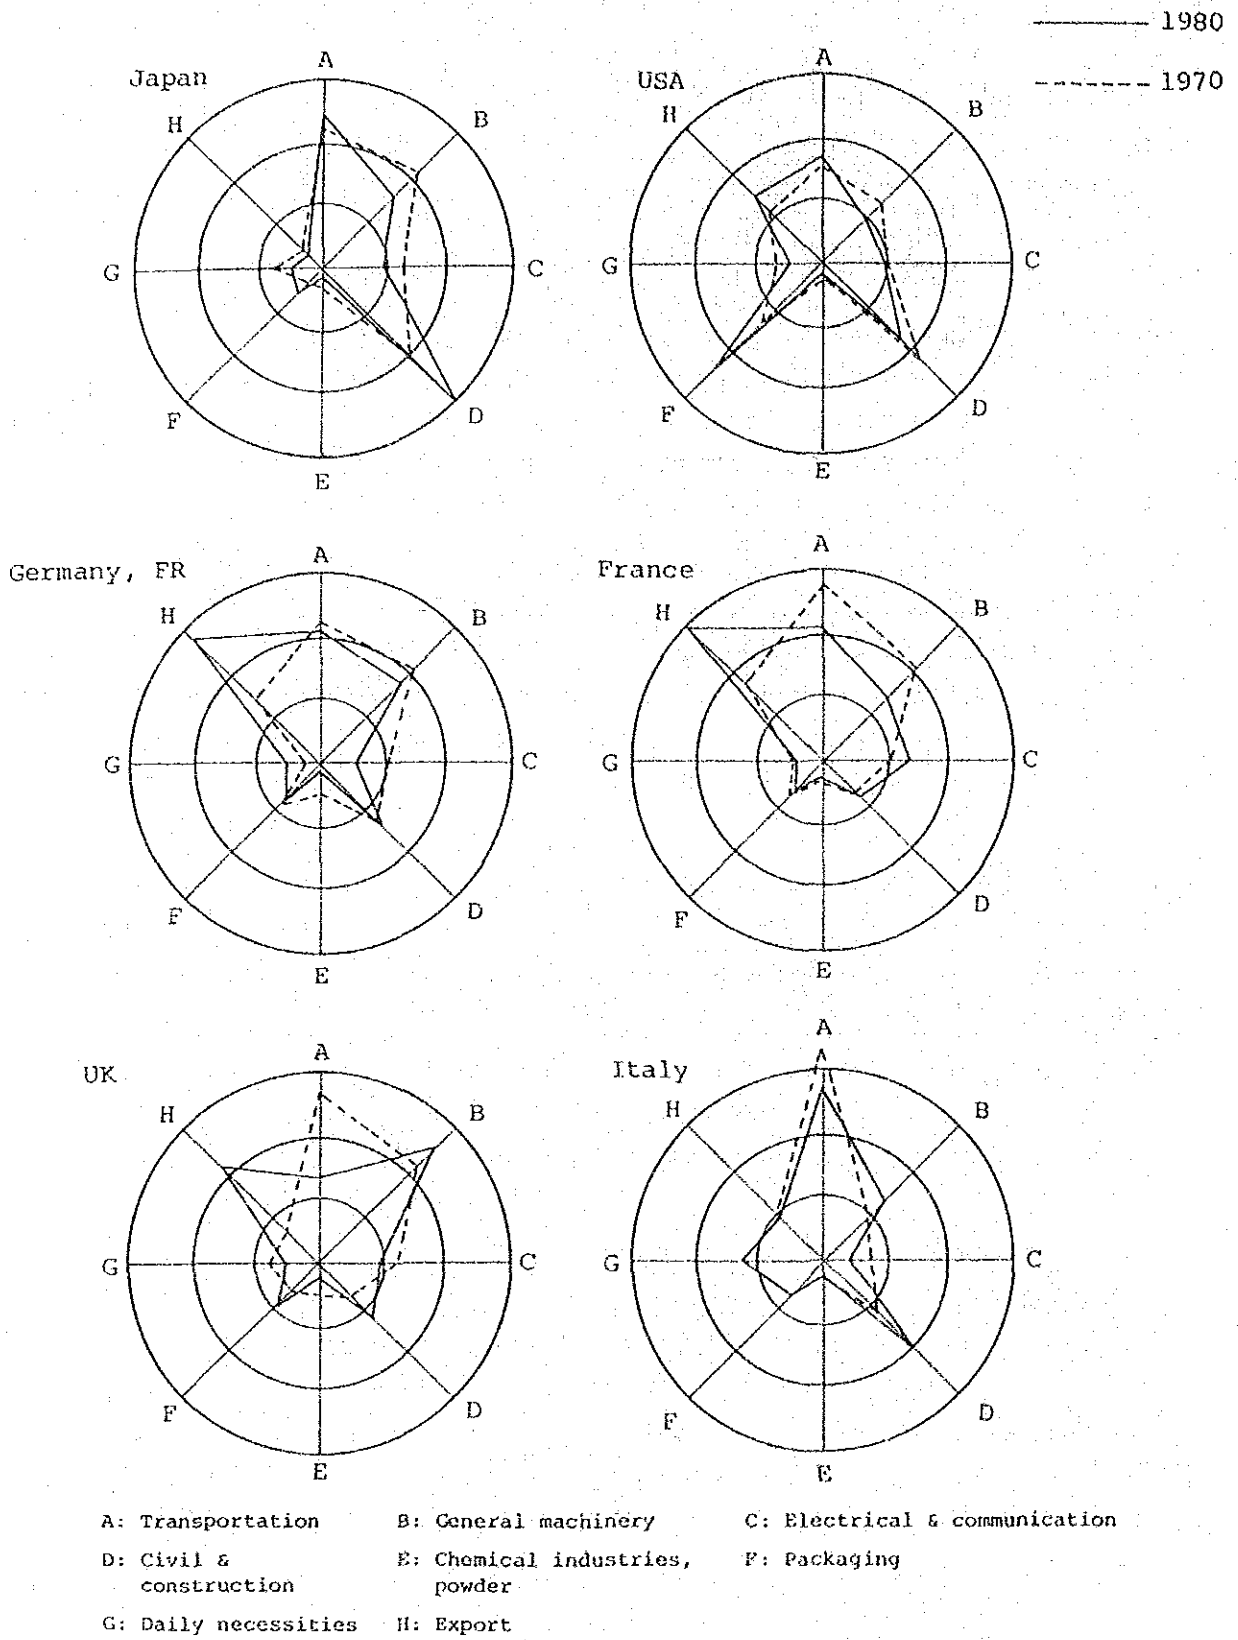 ——— 1980
------- 1970
Japan
A
B
C
D
E
F
G
H
USA
A
B
C
D
E
F
G
H
Germany, FR
A
B
C
D
E
F
G
H
France
A
B
C
D
E
F
G
H
UK
A
B
C
D
E
F
G
H
Italy
A
B
C
D
E
F
G
H
A: Transportation B: General machinery C: Electrical & communication
D: Civil & E: Chemical industries, F: Packaging
construction powder
G: Daily necessities H: Export